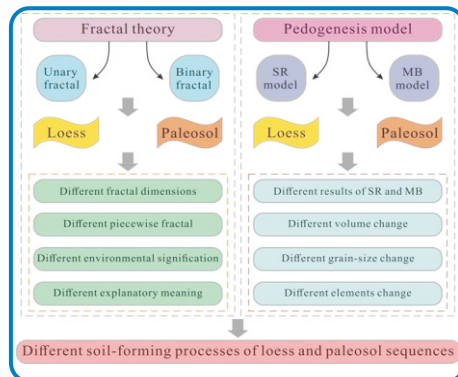 Fractal theory
Unary
fractal
Binary
fractal
Loess
Paleosol
Different fractal dimensions
Different piecewise fractal
Different environmental signification
Different explanatory meaning
Pedogenesis model
SR
model
MB
model
Loess
Paleosol
Different results of SR and MB
Different volume change
Different grain-size change
Different elements change
Different soil-forming processes of loess and paleosol sequences